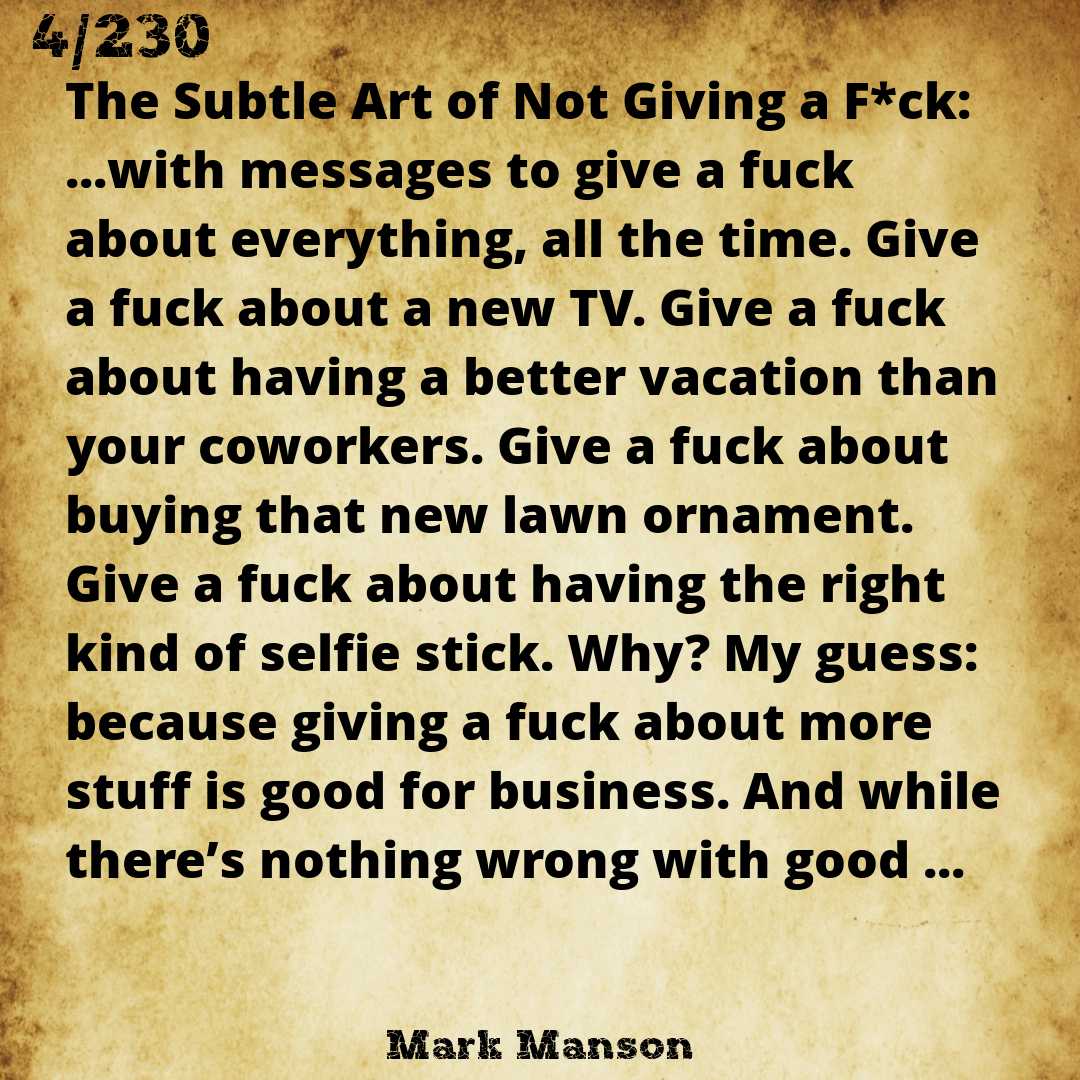 4/230
The Subtle Art of Not Giving a F*ck:
...with messages to give a fuck
about everything, all the time. Give
a fuck about a new TV. Give a fuck
about having a better vacation than
your coworkers. Give a fuck about
buying that new lawn ornament.
Give a fuck about having the right
kind of selfie stick. Why? My guess:
because giving a fuck about more
stuff is good for business. And while
there’s nothing wrong with good ...
Mark Manson